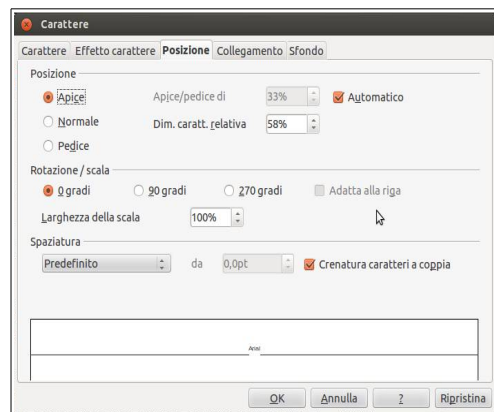 Carattere
Carattere Effetto carattere Posizione Collegamento Sfondo
Posizione
Apice Apice/pedice di 33% Automatico
Normale Dim. caratt. relativa 58%
Pedice
Rotazione / scala
0 gradi 90 gradi 270 gradi Adatta alla riga
Larghezza della scala 100%
Spaziatura
Predefinito da 0,0pt Crenatura caratteri a coppia
Arial
OK Annulla ? Ripristina